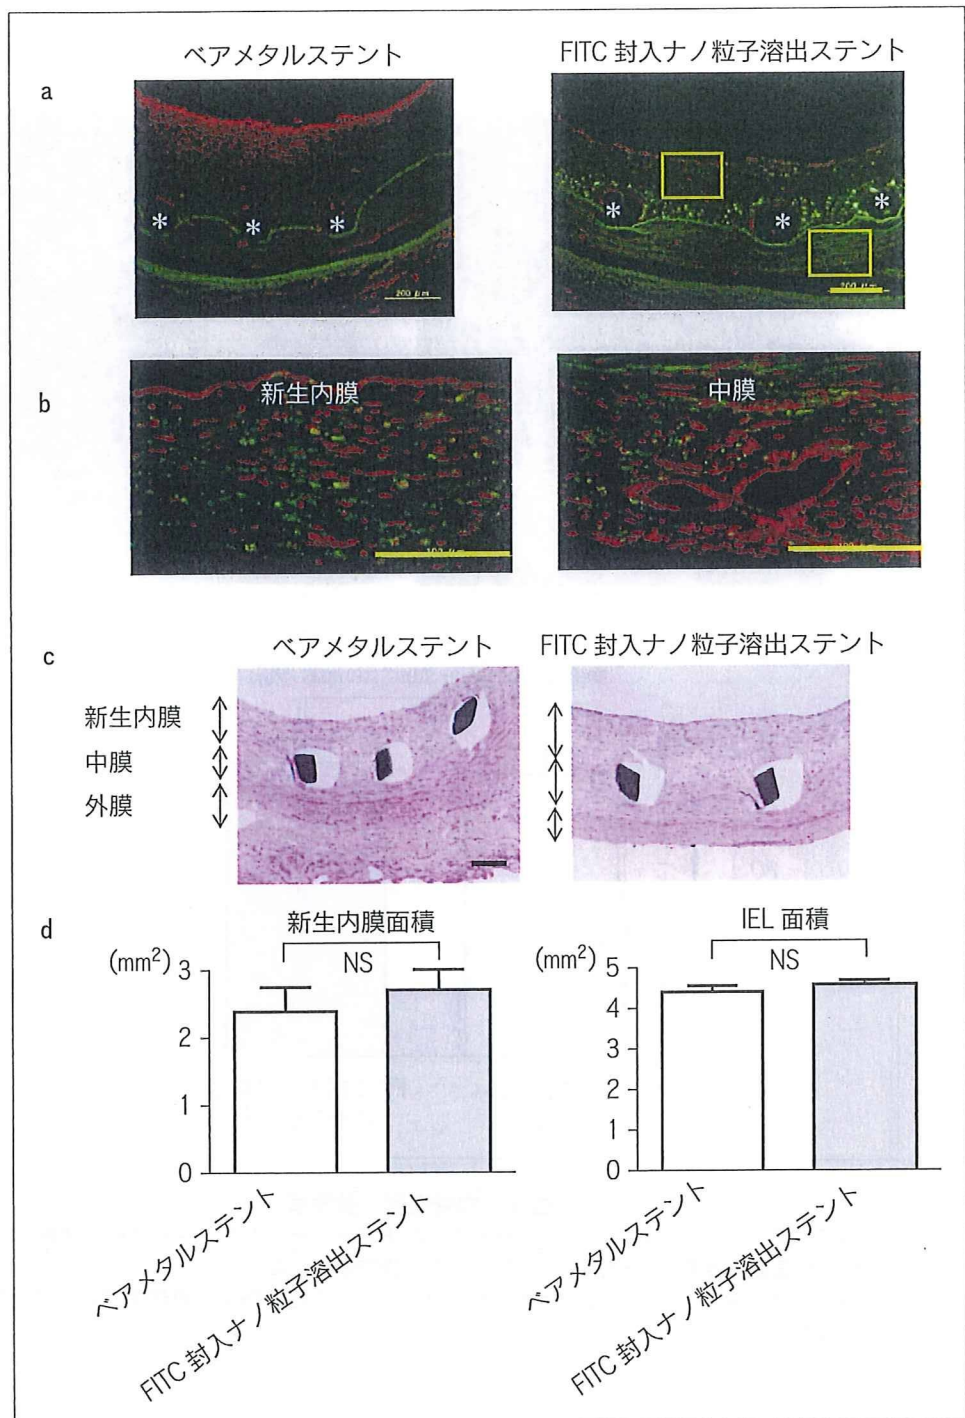 ベアメタルステント
FITC 封入ナノ粒子溶出ステント
a
*
*
*
200 μm
*
*
*
200 μm
b
新生内膜
100 μm
中膜
100 μm
c
ベアメタルステント
FITC 封入ナノ粒子溶出ステント
新生内膜
中膜
外膜
d
新生内膜面積
(mm²)
NS
3
2
1
0
ベアメタルステント
FITC 封入ナノ粒子溶出ステント
IEL 面積
(mm²)
NS
5
4
3
2
1
0
ベアメタルステント
FITC 封入ナノ粒子溶出ステント